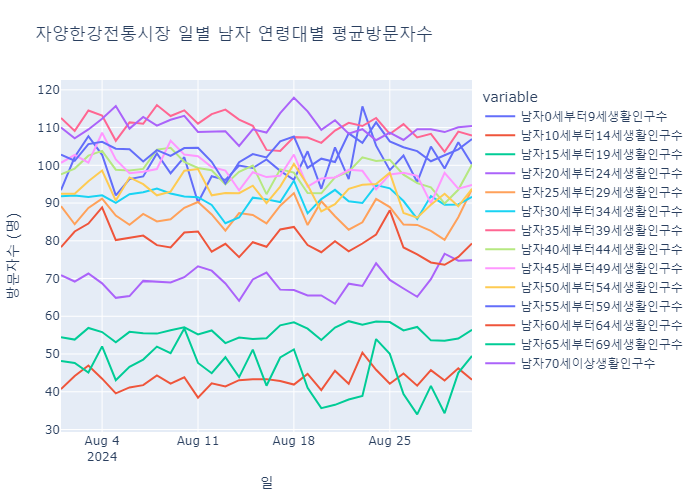 자양한강전통시장 일별 남자 연령대별 평균방문자수
variable
남자0세부터9세생활인구수
남자10세부터14세생활인구수
남자15세부터19세생활인구수
남자20세부터24세생활인구수
남자25세부터29세생활인구수
남자30세부터34세생활인구수
남자35세부터39세생활인구수
남자40세부터44세생활인구수
남자45세부터49세생활인구수
남자50세부터54세생활인구수
남자55세부터59세생활인구수
남자60세부터64세생활인구수
남자65세부터69세생활인구수
남자70세이상생활인구수
방문자수 (명)
120
110
100
90
80
70
60
50
40
30
Aug 4
2024
Aug 11
Aug 18
Aug 25
일